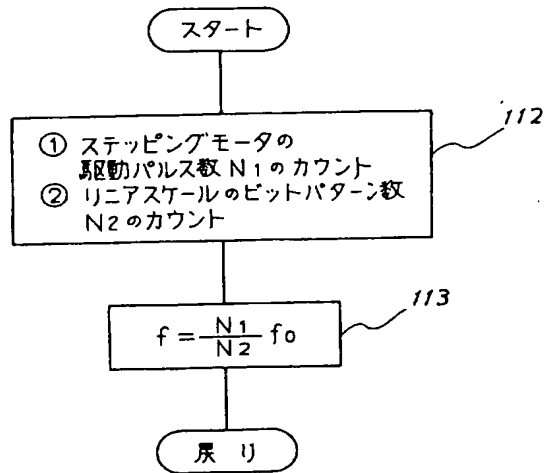 スタート
① ステッピングモータの
駆動パルス数 N1 のカウント
② リニアスケールのビットパターン数
N2 のカウント
112
f = N1/N2 fo
113
戻り